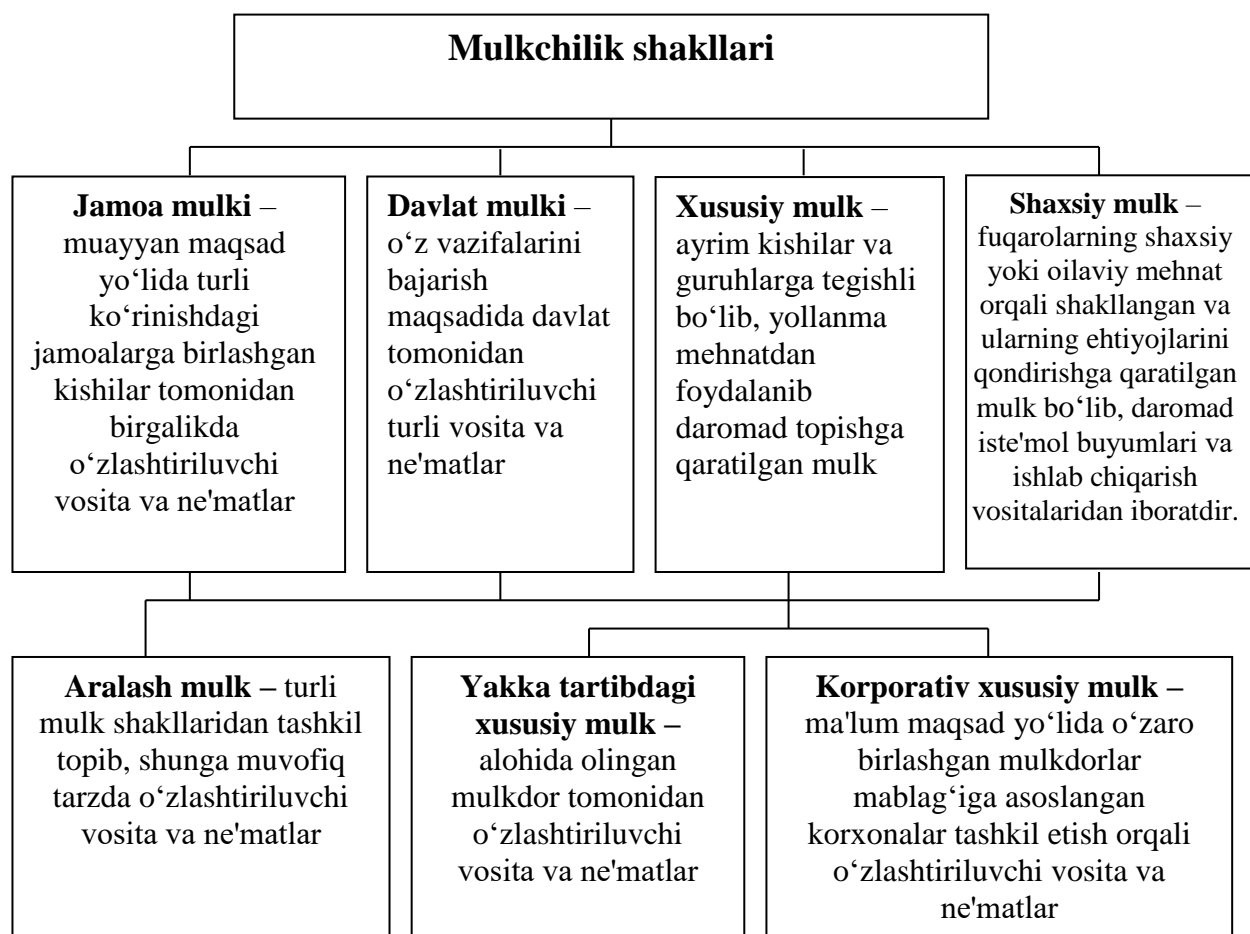 Mulkchilik shakllari
Jamoa mulki –
muayyan maqsad
yo‘lida turli
ko‘rinishdagi
jamoalarga birlashgan
kishilar tomonidan
birgalikda
o‘zlashtiriluvchi
vosita va ne'matlar
Davlat mulki –
o‘z vazifalarini
bajarish
maqsadida davlat
tomonidan
o‘zlashtiriluvchi
turli vosita va
ne'matlar
Xususiy mulk –
ayrim kishilar va
guruhlarga tegishli
bo‘lib, yollanma
mehnatdan
foydalanib
daromad topishga
qaratilgan mulk
Shaxsiy mulk –
fuqarolarning shaxsiy
yoki oilaviy mehnat
orqali shakllangan va
ularning ehtiyojlarini
qondirishga qaratilgan
mulk bo‘lib, daromad
iste'mol buyumlari va
ishlab chiqarish
vositalaridan iboratdir.
Aralash mulk – turli
mulk shakllaridan tashkil
topib, shunga muvofiq
tarzda o‘zlashtiriluvchi
vosita va ne'matlar
Yakka tartibdagi
xususiy mulk –
alohida olingan
mulkdor tomonidan
o‘zlashtiriluvchi
vosita va ne'matlar
Korporativ xususiy mulk –
ma'lum maqsad yo‘lida o‘zaro
birlashgan mulkdorlar
mablag‘iga asoslangan
korxonalar tashkil etish orqali
o‘zlashtiriluvchi vosita va
ne'matlar